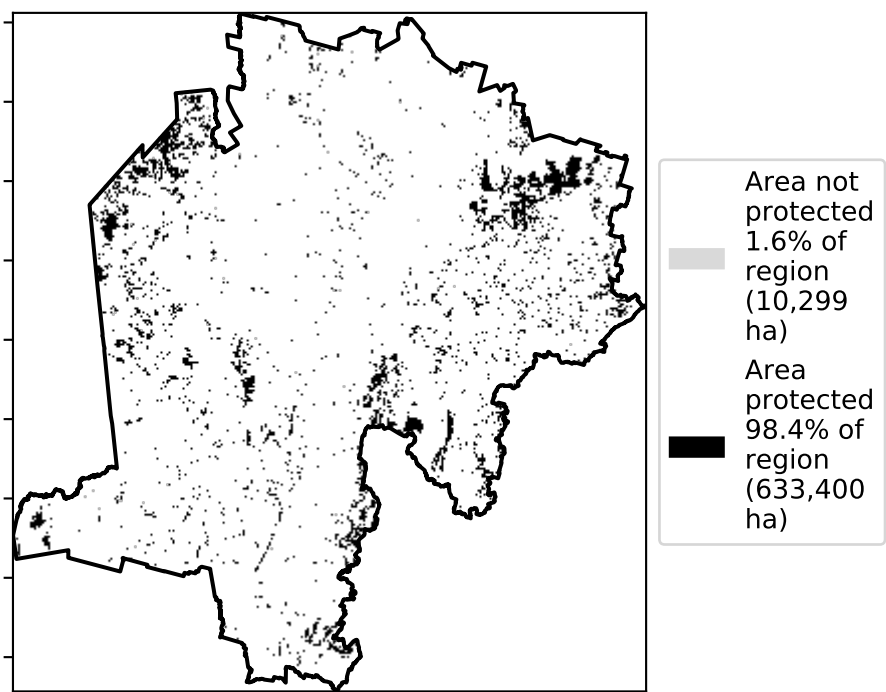 Area not
protected
1.6% of
region
(10,299
ha)
Area
protected
98.4% of
region
(633,400
ha)